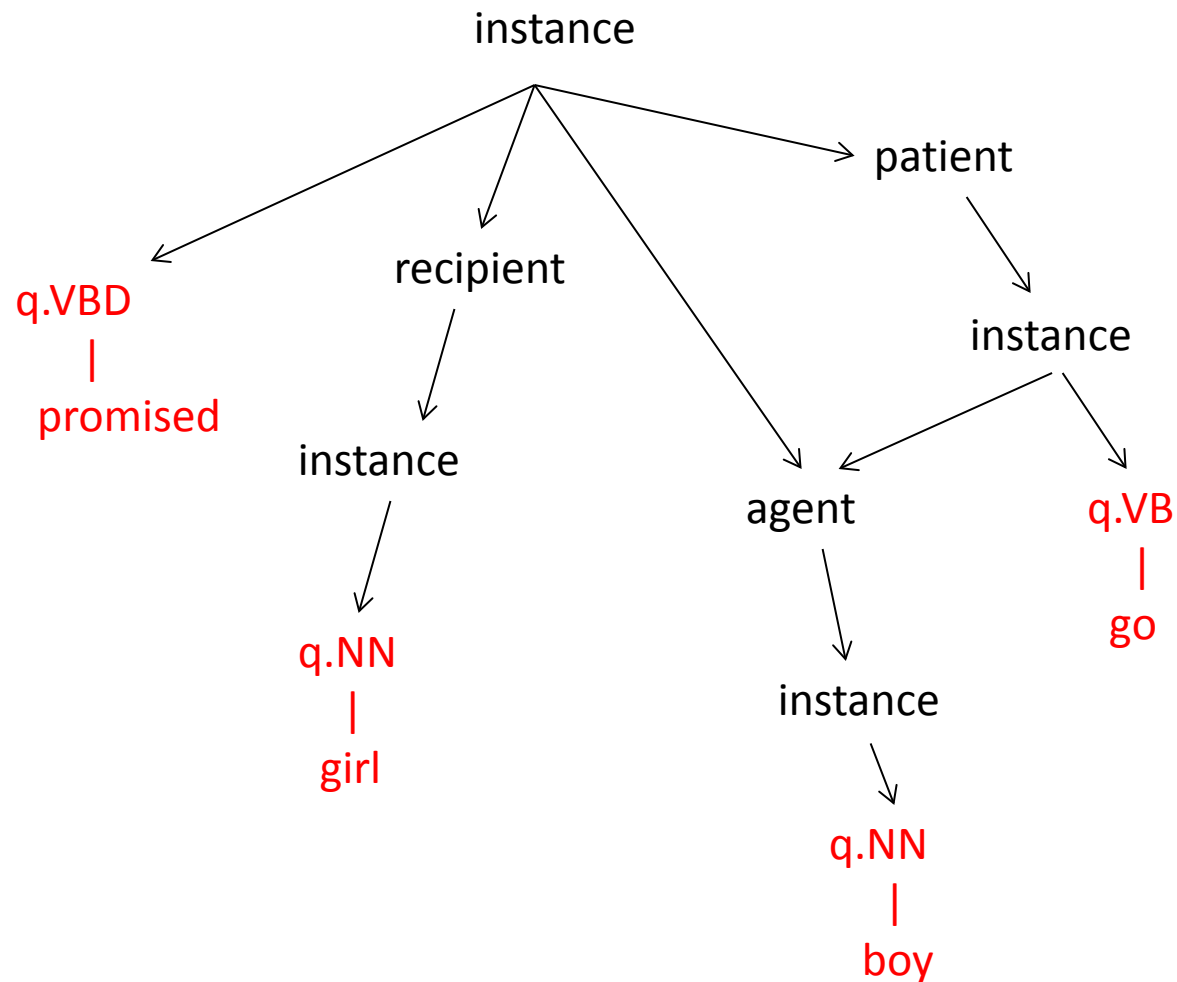 instance
patient
recipient
q.VBD
|
promised
instance
instance
agent
q.VB
|
go
q.NN
|
girl
instance
q.NN
|
boy